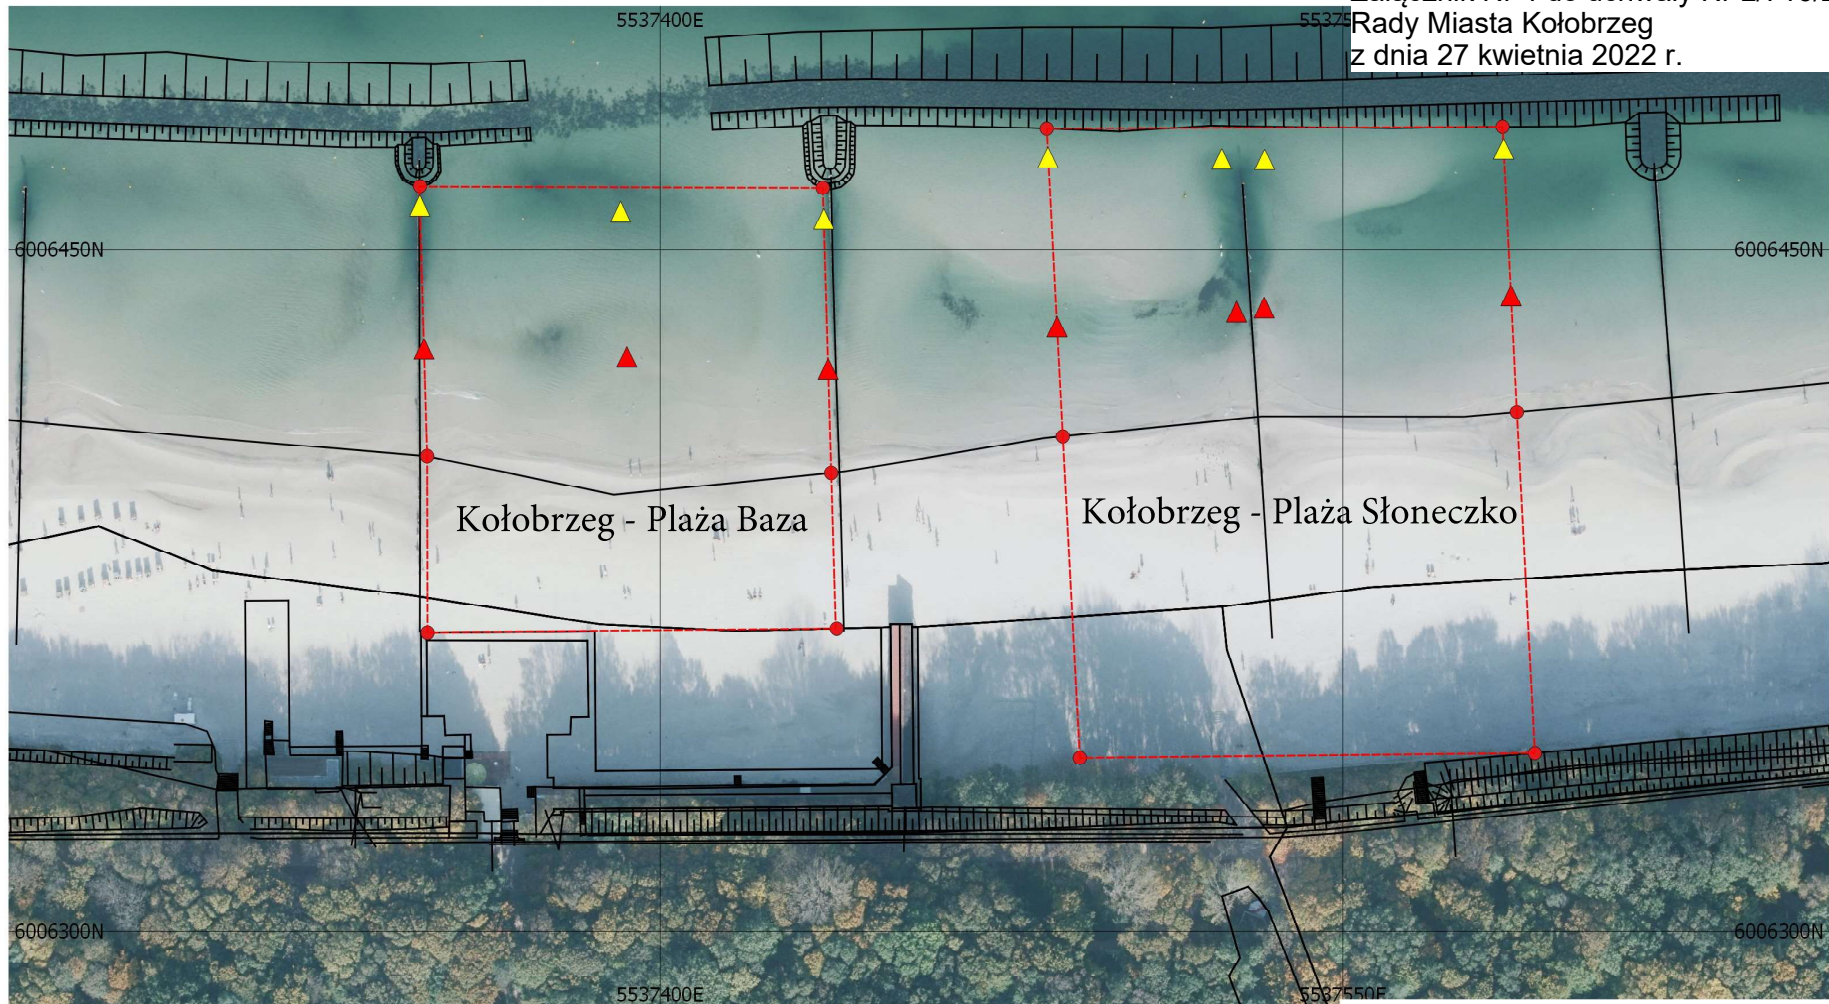 5537400E
Rady Miasta Kołobrzeg
z dnia 27 kwietnia 2022 r.
6006450N
6006450N
Kołobrzeg - Plaża Baza
Kołobrzeg - Plaża Słoneczko
6006300N
6006300N
5537400E
5537550E